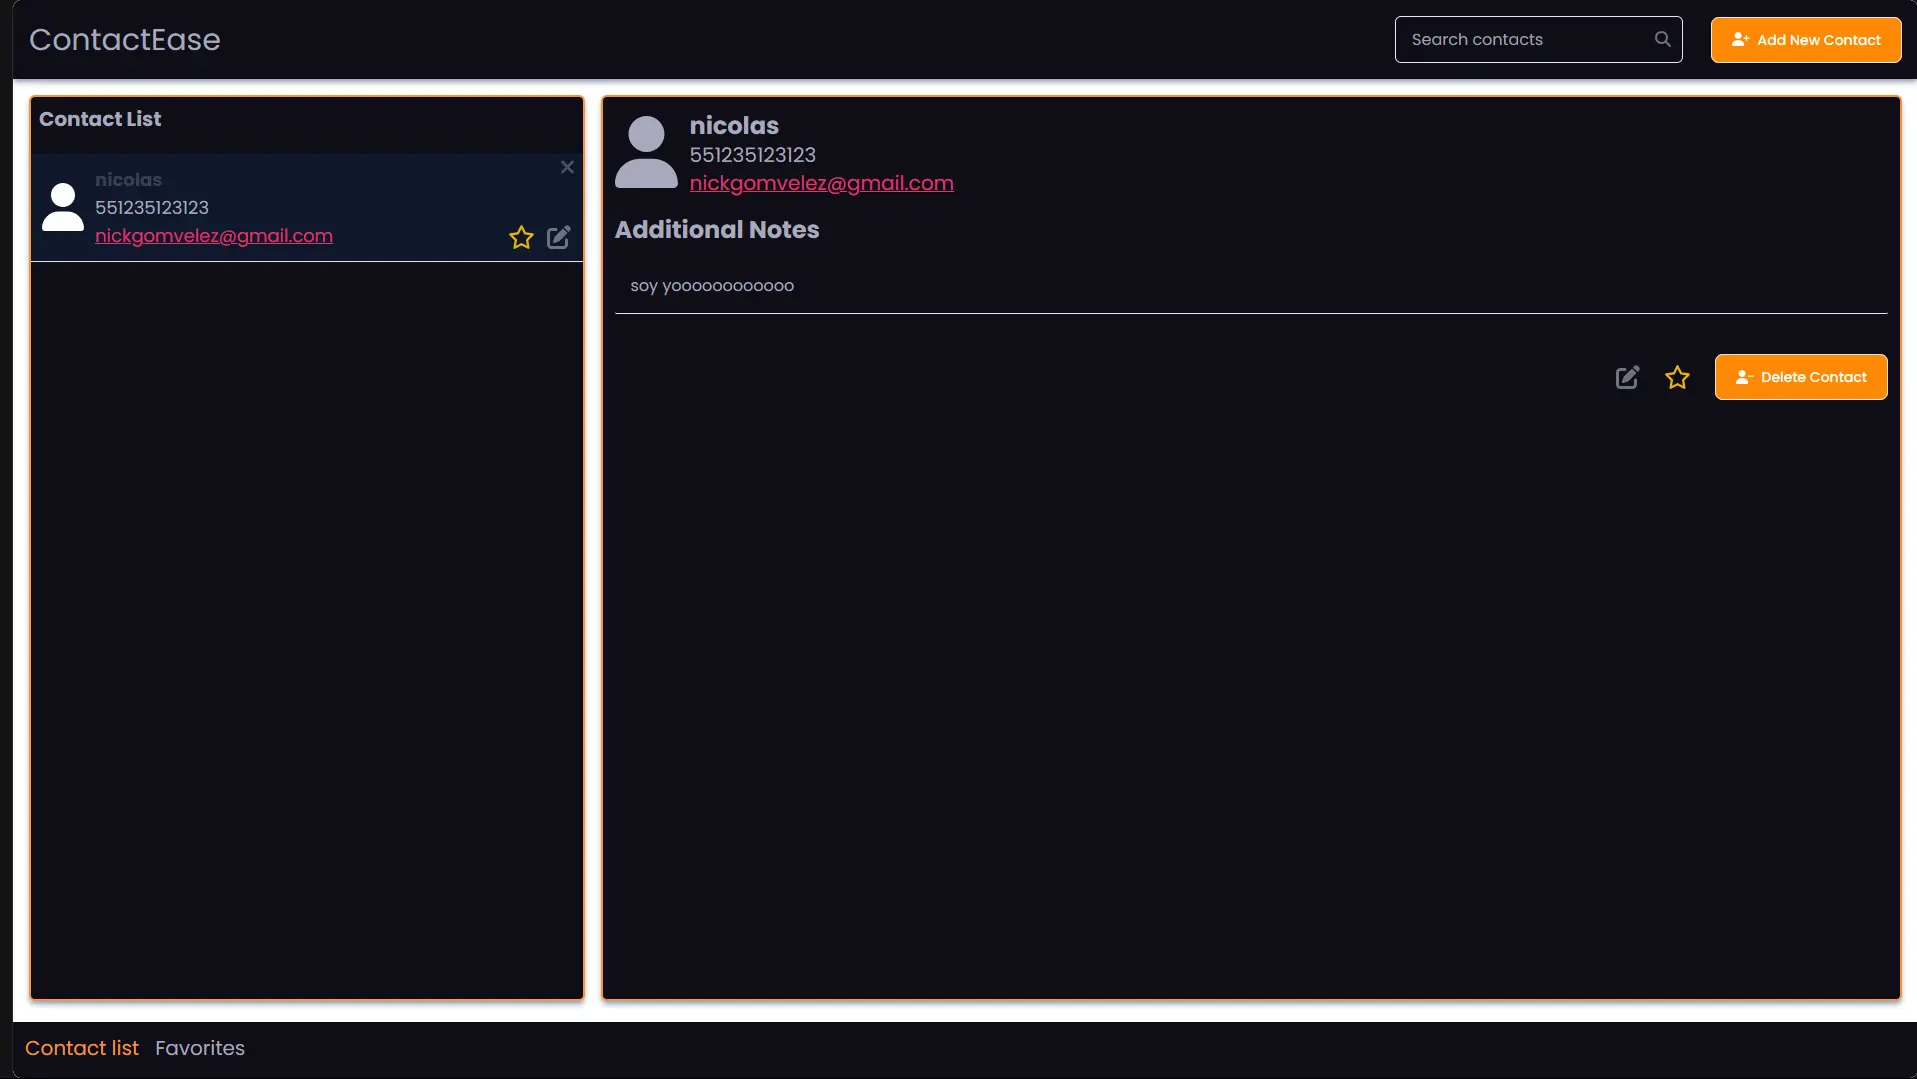 ContactEase
Search contacts
Add New Contact
Contact List
nicolas
551235123123
nickgomvelez@gmail.com
nicolas
551235123123
nickgomvelez@gmail.com
Additional Notes
soy yoooooooooooo
Delete Contact
Contact list
Favorites